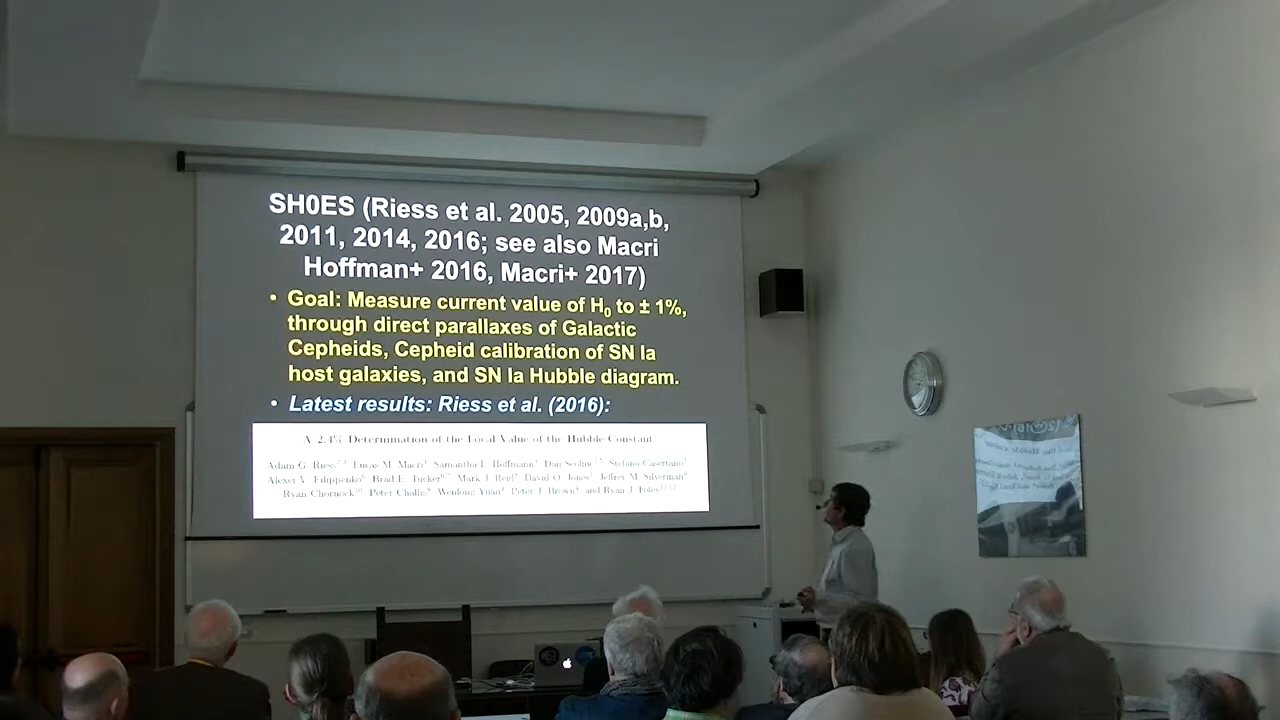 SH0ES (Riess et al. 2005, 2009a,b,
2011, 2014, 2016; see also Macri
Hoffman+ 2016, Macri+ 2017)
• Goal: Measure current value of H₀ to ± 1%,
through direct parallaxes of Galactic
Cepheids, Cepheid calibration of SN Ia
host galaxies, and SN Ia Hubble diagram.
• Latest results: Riess et al. (2016):
A 2.4% Determination of the Local Value of the Hubble Constant
Adam G. Riess Lucas M. Macri Samantha L. Hoffmann Dan Scolnic Stefano Casertano
Alexei V. Filippenko Brad E. Tucker Mark J. Reid David O. Jones Jeffrey M. Silverman
Ryan Chornock Peter Challis Wenlong Yuan Peter J. Brown and Ryan J. Foley